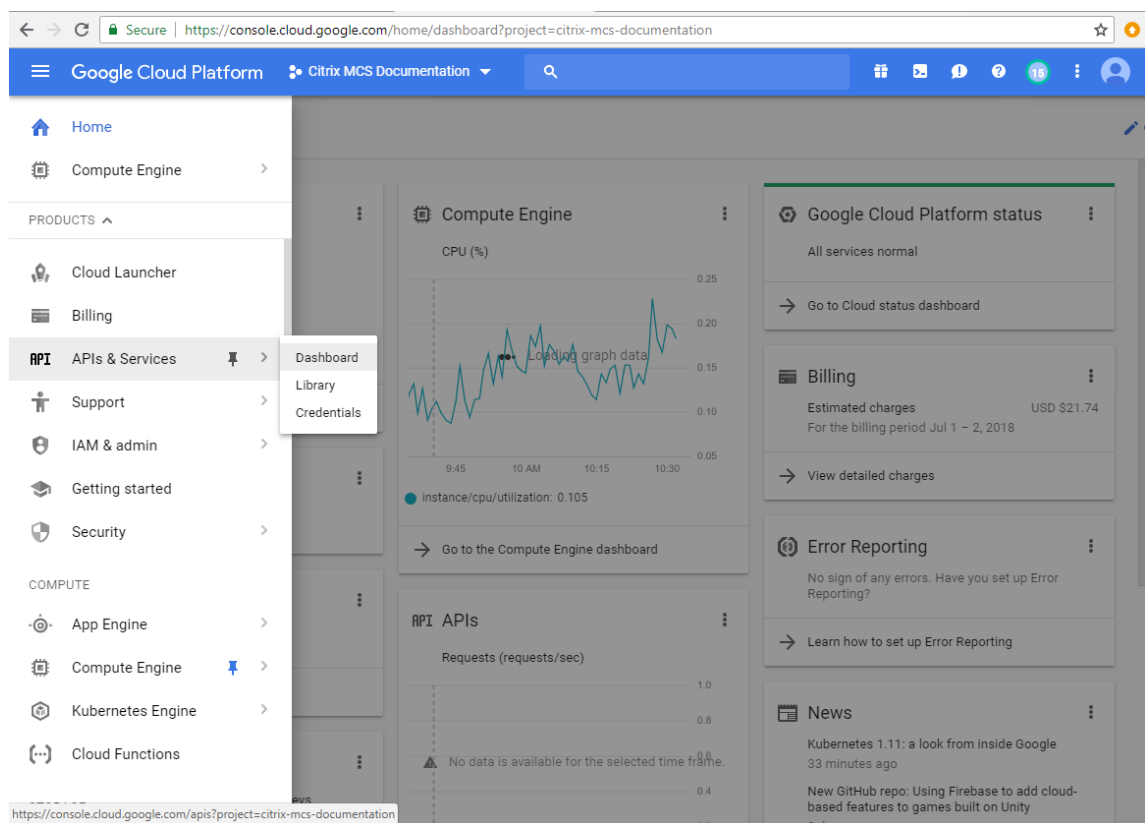 Secure | https://console.cloud.google.com/home/dashboard?project=citrix-mcs-documentation
Google Cloud Platform
Citrix MCS Documentation
15
Home
Compute Engine
PRODUCTS
Cloud Launcher
Billing
API APIs & Services
Support
IAM & admin
Getting started
Security
COMPUTE
App Engine
Compute Engine
Kubernetes Engine
Cloud Functions
https://console.cloud.google.com/apis?project=citrix-mcs-documentation
Dashboard
Library
Credentials
Compute Engine
CPU (%)
0.25
0.20
Loading graph data
0.15
0.10
0.05
9:45 10 AM 10:15 10:30
instance/cpu/utilization: 0.105
Go to the Compute Engine dashboard
API APIs
Requests (requests/sec)
1.0
0.8
0.6
No data is available for the selected time frame.
0.4
Google Cloud Platform status
All services normal
Go to Cloud status dashboard
Billing
Estimated charges USD $21.74
For the billing period Jul 1 – 2, 2018
View detailed charges
Error Reporting
No sign of any errors. Have you set up Error
Reporting?
Learn how to set up Error Reporting
News
Kubernetes 1.11: a look from inside Google
33 minutes ago
New GitHub repo: Using Firebase to add cloud-
based features to games built on Unity